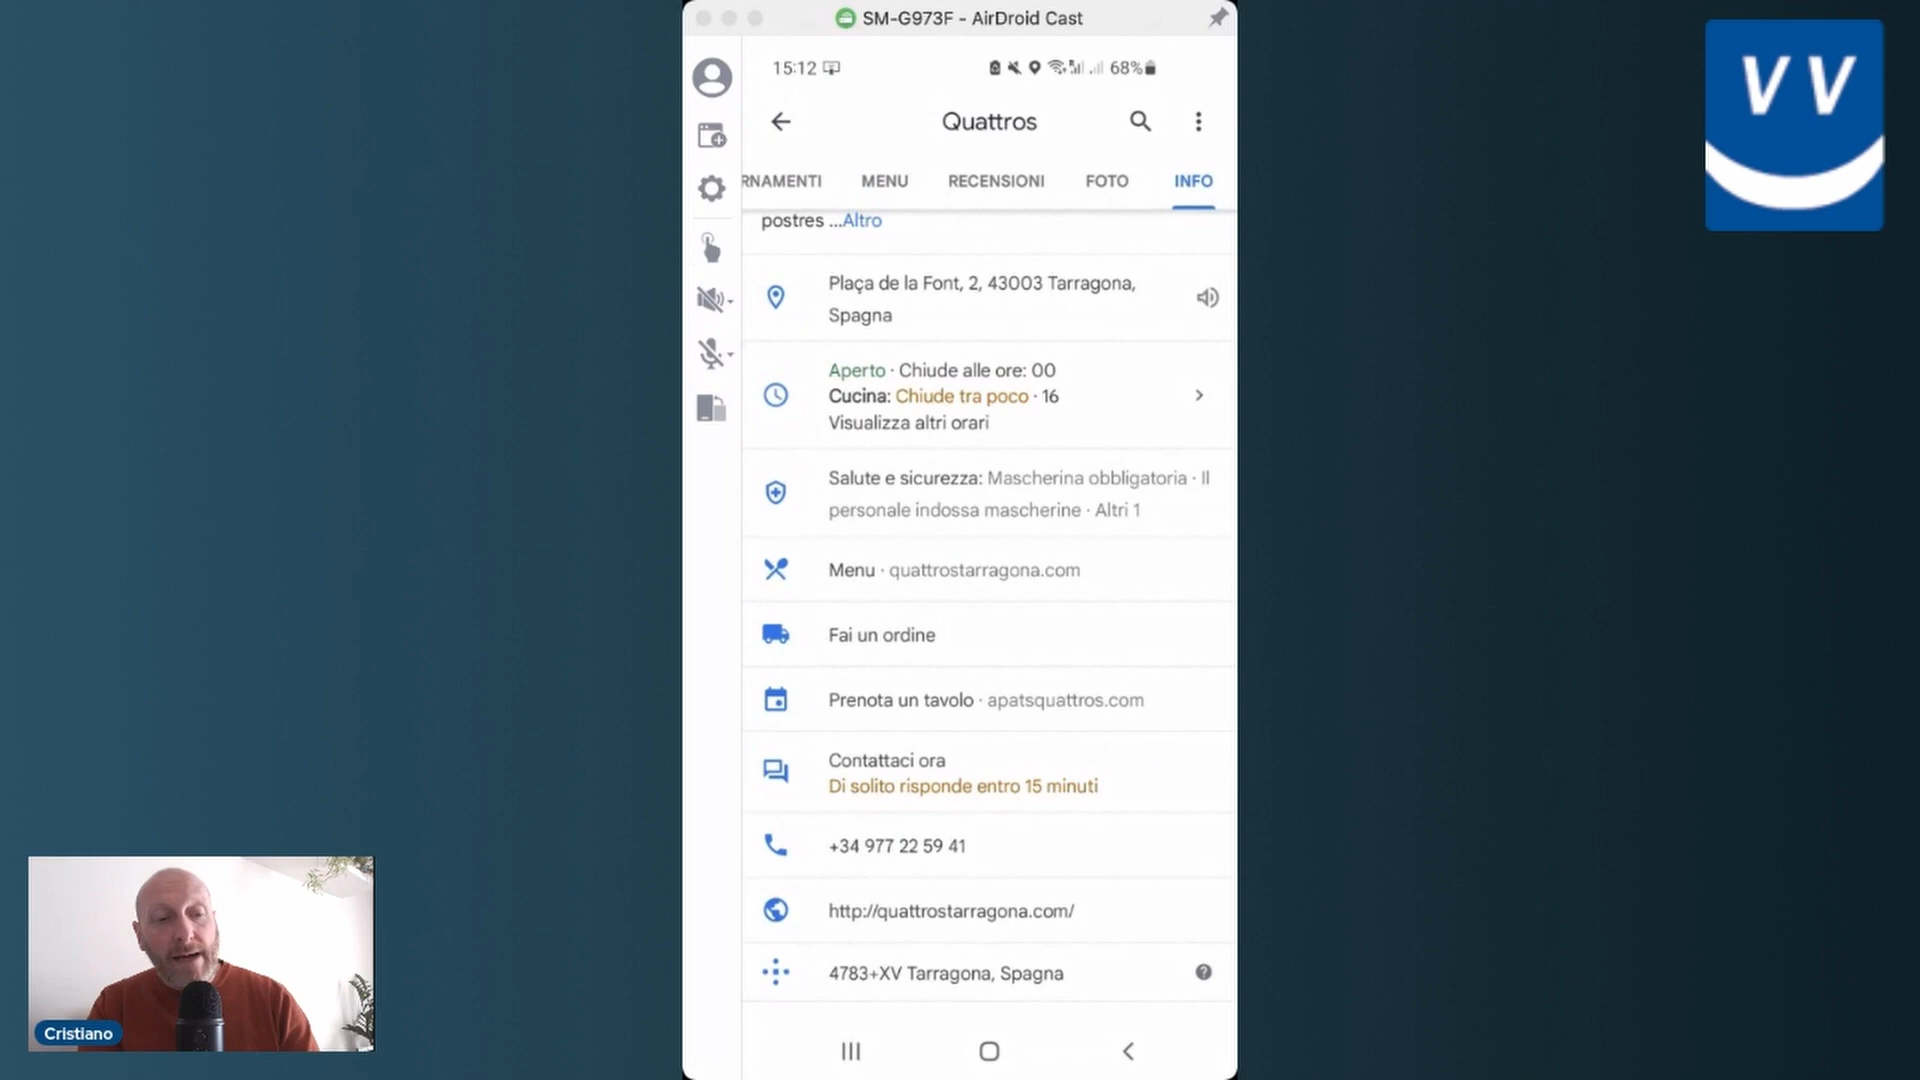 SM-G973F - AirDroid Cast
VV
15:12
68%
Quattros
RNAMENTI MENU RECENSIONI FOTO INFO
postres ...Altro
Plaça de la Font, 2, 43003 Tarragona,
Spagna
Aperto · Chiude alle ore: 00
Cucina: Chiude tra poco · 16
Visualizza altri orari
Salute e sicurezza: Mascherina obbligatoria · Il
personale indossa mascherine · Altri 1
Menu · quattrostarragona.com
Fai un ordine
Prenota un tavolo · apatsquattros.com
Contattaci ora
Di solito risponde entro 15 minuti
+34 977 22 59 41
http://quattrostarragona.com/
4783+XV Tarragona, Spagna
Cristiano